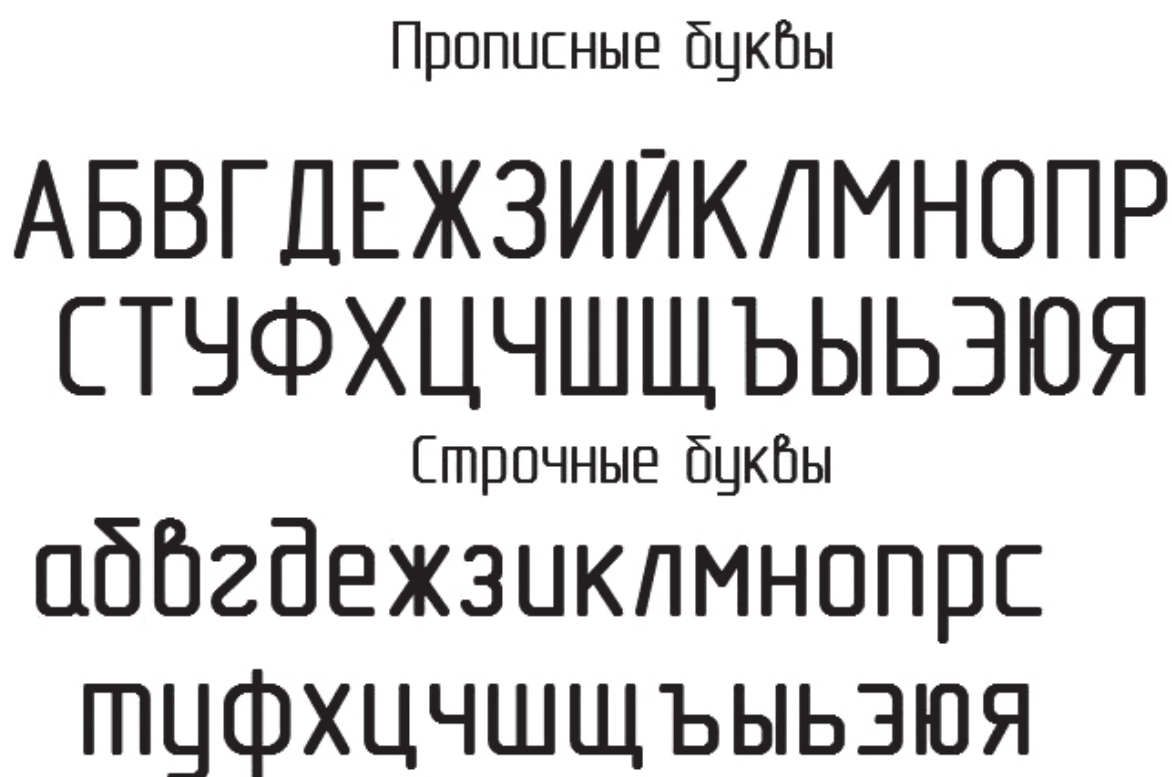 Прописные буквы
АБВГДЕЖЗИЙКЛМНОПР
СТУФХЦЧШЩЪЫЬЭЮЯ
Строчные буквы
абвгдежзиклмнопрс
туфхцчшщъыьэюя